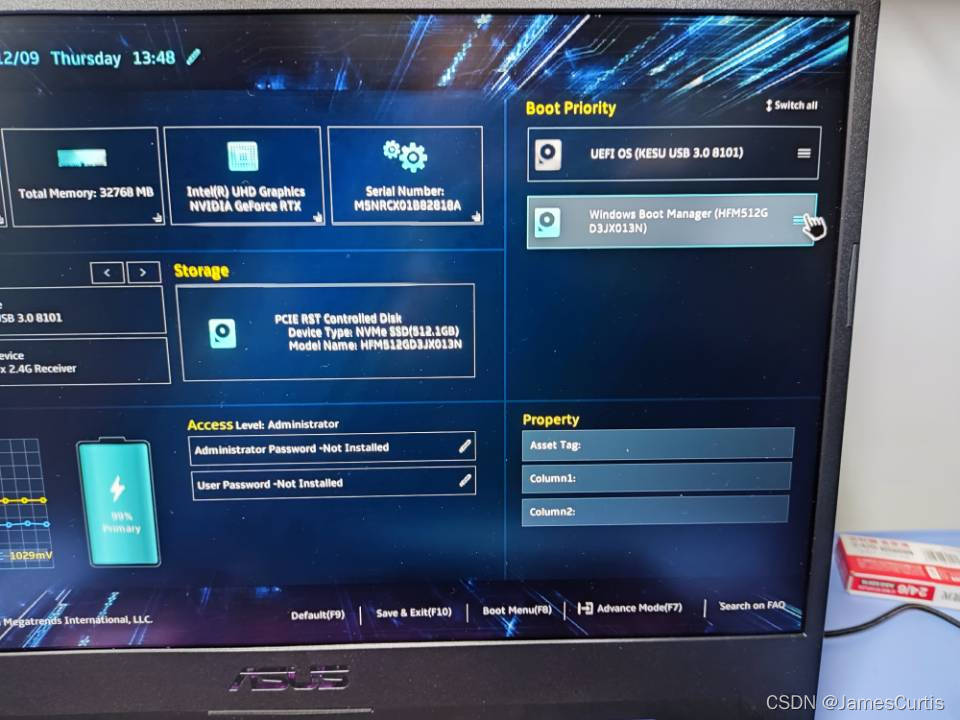 12/09 Thursday 13:48
Boot Priority
Switch all
UEFI OS (KESU USB 3.0 8101)
Windows Boot Manager (HFM512G
D3JX013N)
Total Memory: 32768 MB
Intel(R) UHD Graphics
NVIDIA GeForce RTX
Serial Number:
M5NRCX01B82818A
< >
Storage
USB 3.0 8101
2.4G Receiver
PCIE RST Controlled Disk
Device Type: NVMe SSD(512.1GB)
Model Name: HFM512GD3JX013N
Access Level: Administrator
Administrator Password -Not Installed
User Password -Not Installed
Property
Asset Tag:
Column1:
Column2:
99%
Primary
1029mV
Megatrends International, LLC.
Default(F9)
Save & Exit(F10)
Boot Menu(F8)
Advance Mode(F7)
Search on FAQ
ASUS
24/6
CSDN @JamesCurtis